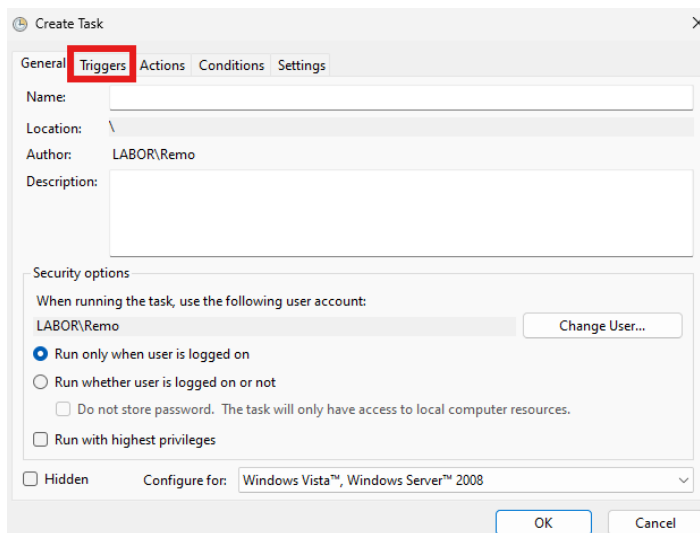 Create Task
General Triggers Actions Conditions Settings
Name:
Location: \
Author: LABOR\Remo
Description:
Security options
When running the task, use the following user account:
LABOR\Remo Change User...
Run only when user is logged on
Run whether user is logged on or not
Do not store password. The task will only have access to local computer resources.
Run with highest privileges
Hidden Configure for: Windows Vista™, Windows Server™ 2008
OK Cancel